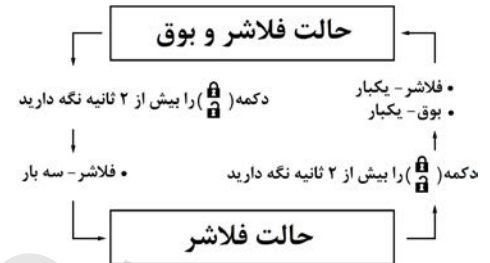 حالت فلاشر و بوق
• فلاشر - یکبار
• بوق - یکبار
دکمه( )را بیش از ۲ ثانیه نگه دارید
دکمه( )را بیش از ۲ ثانیه نگه دارید
• فلاشر - سه بار
حالت فلاشر